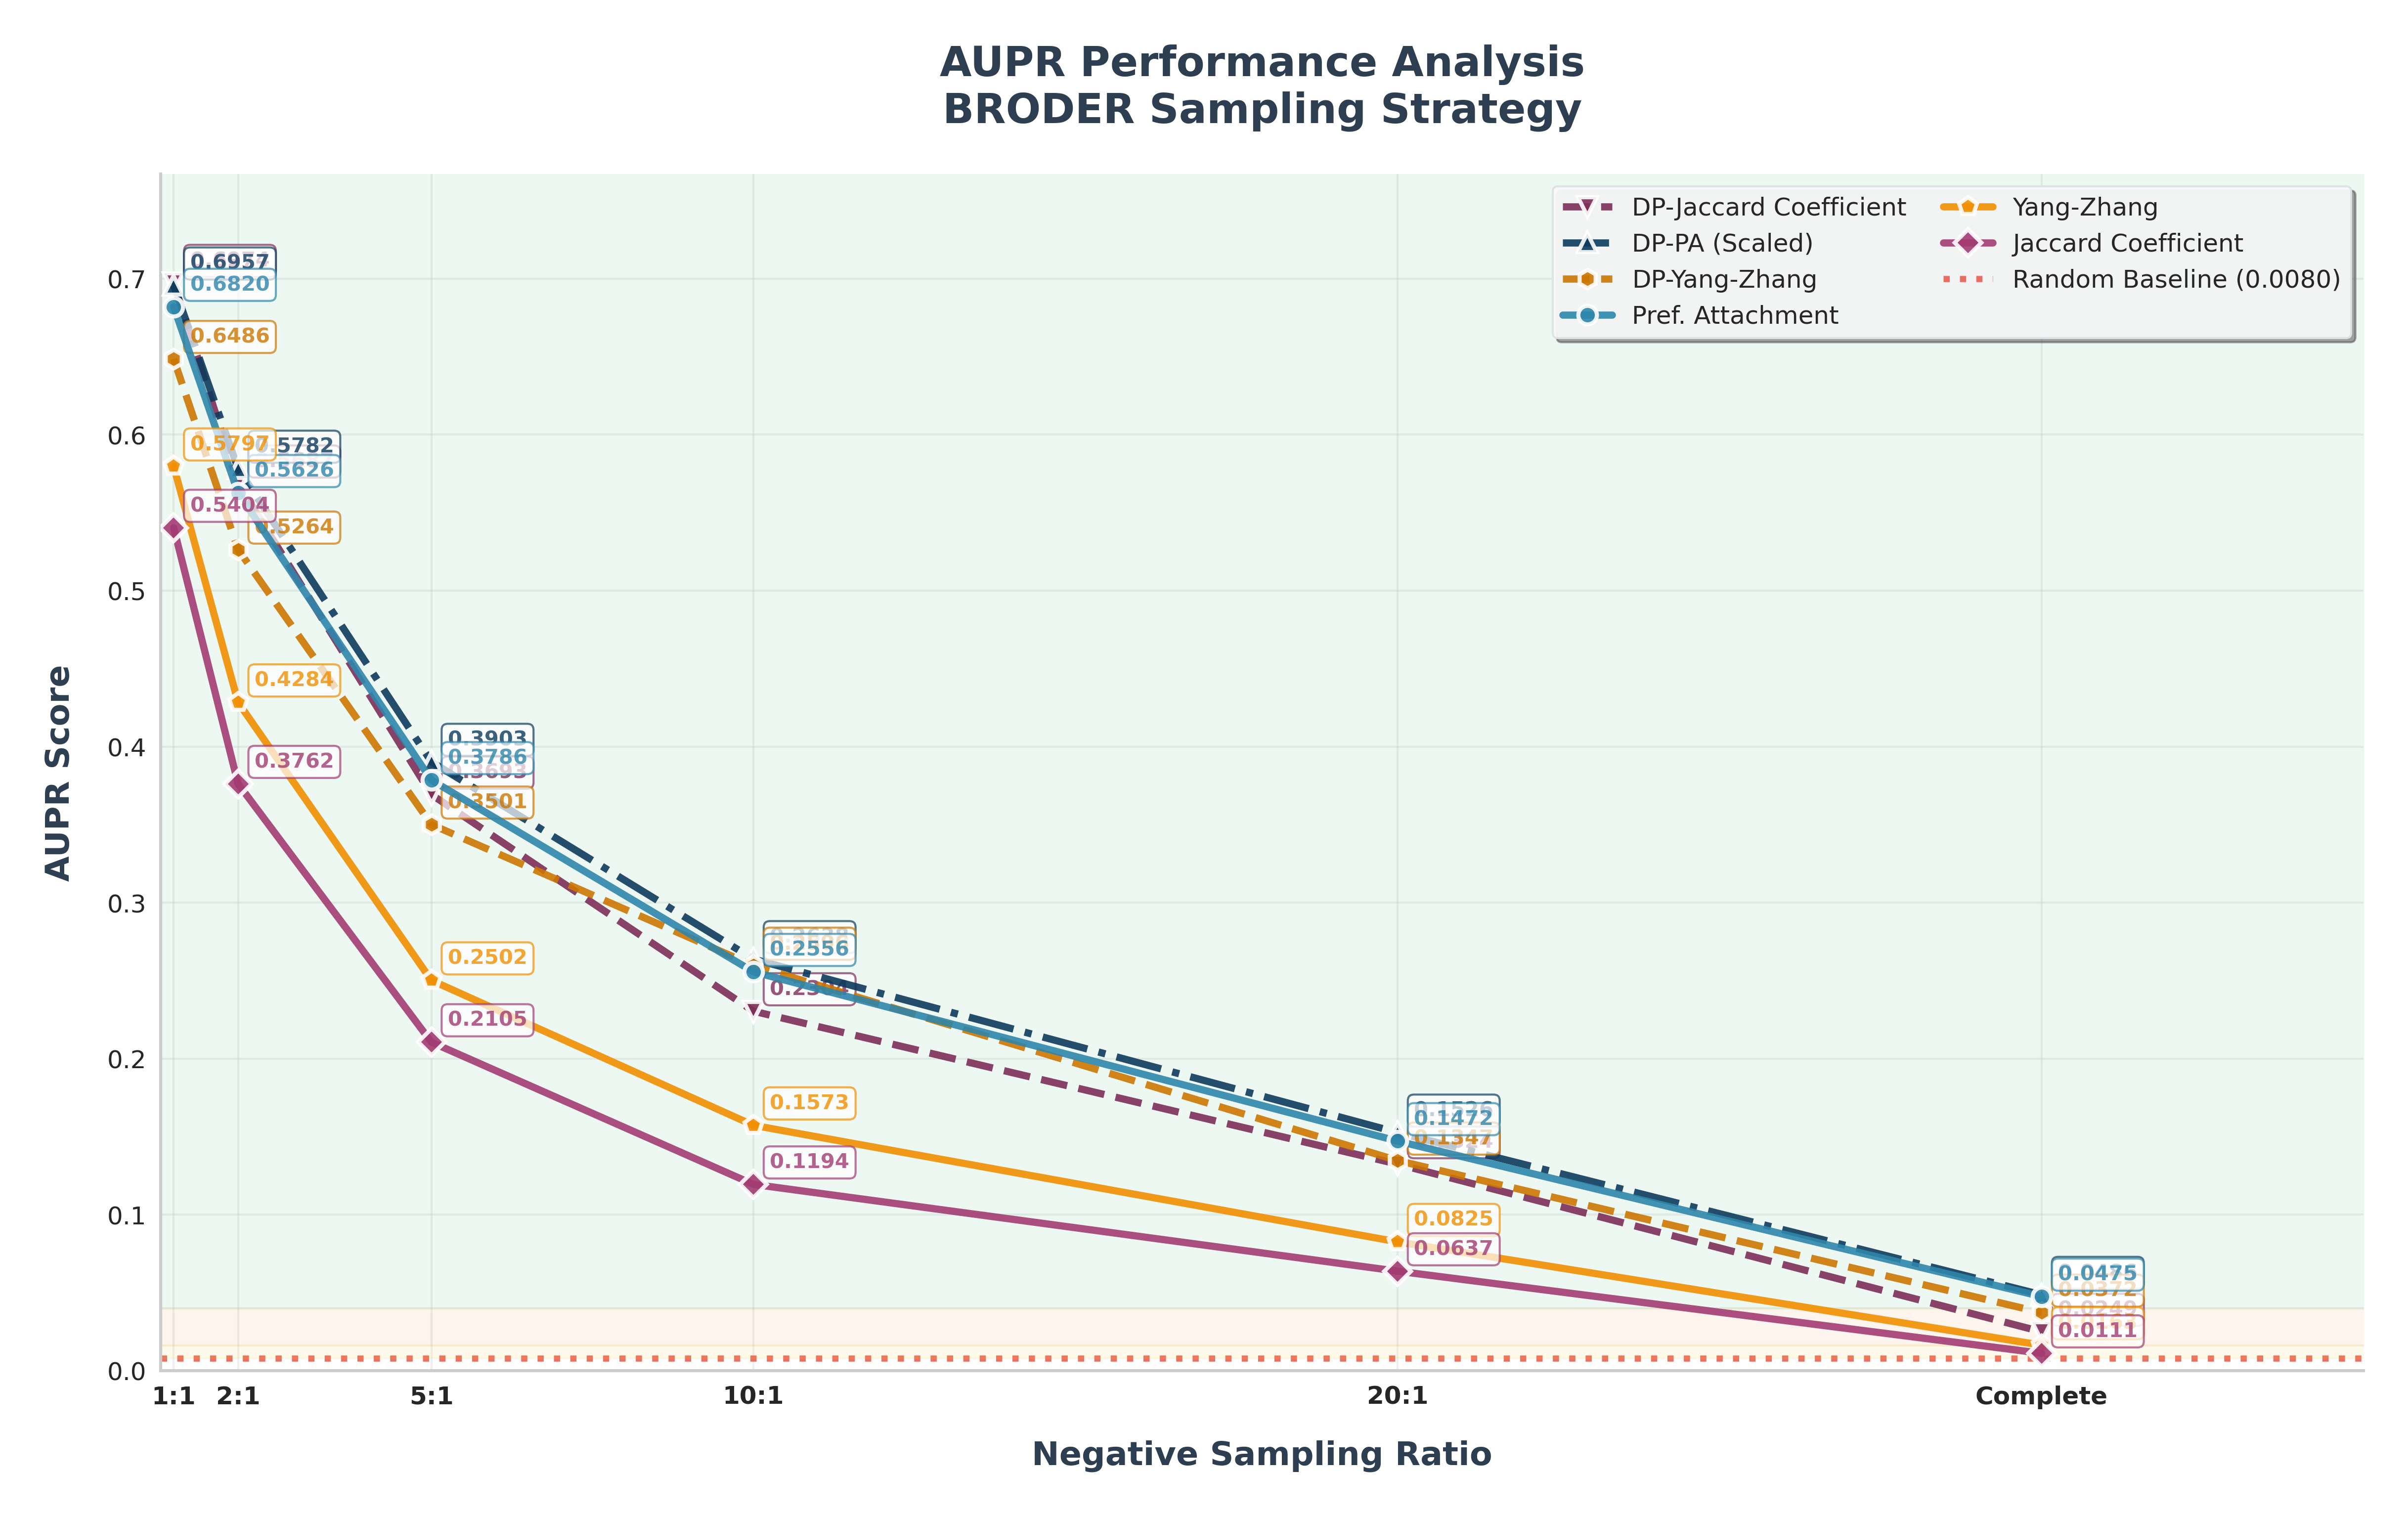 AUPR Performance Analysis
BRODER Sampling Strategy
DP-Jaccard Coefficient
DP-PA (Scaled)
DP-Yang-Zhang
Pref. Attachment
Yang-Zhang
Jaccard Coefficient
Random Baseline (0.0080)
AUPR Score
0.7
0.6
0.5
0.4
0.3
0.2
0.1
0.0
0.6957
0.6820
0.6486
0.5797
0.5404
0.5782
0.5626
0.5264
0.4284
0.3762
0.3903
0.3786
0.3693
0.3501
0.2502
0.2105
0.2556
0.1573
0.1194
0.1472
0.1347
0.0825
0.0637
0.0475
0.0372
0.0111
1:1 2:1 5:1 10:1 20:1 Complete
Negative Sampling Ratio